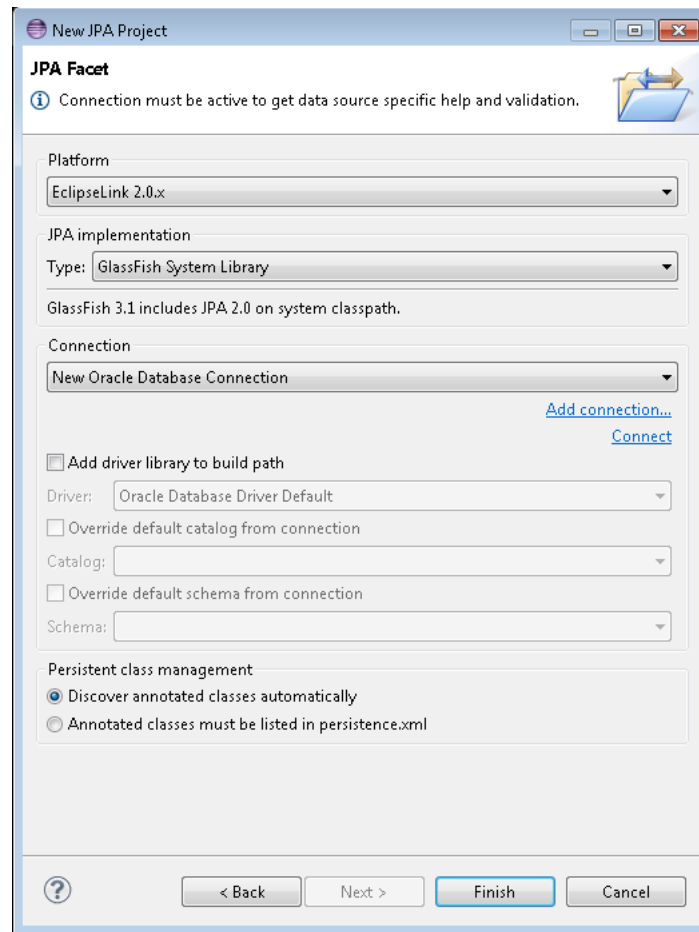 New JPA Project
JPA Facet
Connection must be active to get data source specific help and validation.
Platform
EclipseLink 2.0.x
JPA implementation
Type: GlassFish System Library
GlassFish 3.1 includes JPA 2.0 on system classpath.
Connection
New Oracle Database Connection
Add connection...
Connect
Add driver library to build path
Driver: Oracle Database Driver Default
Override default catalog from connection
Catalog:
Override default schema from connection
Schema:
Persistent class management
Discover annotated classes automatically
Annotated classes must be listed in persistence.xml
? < Back Next > Finish Cancel